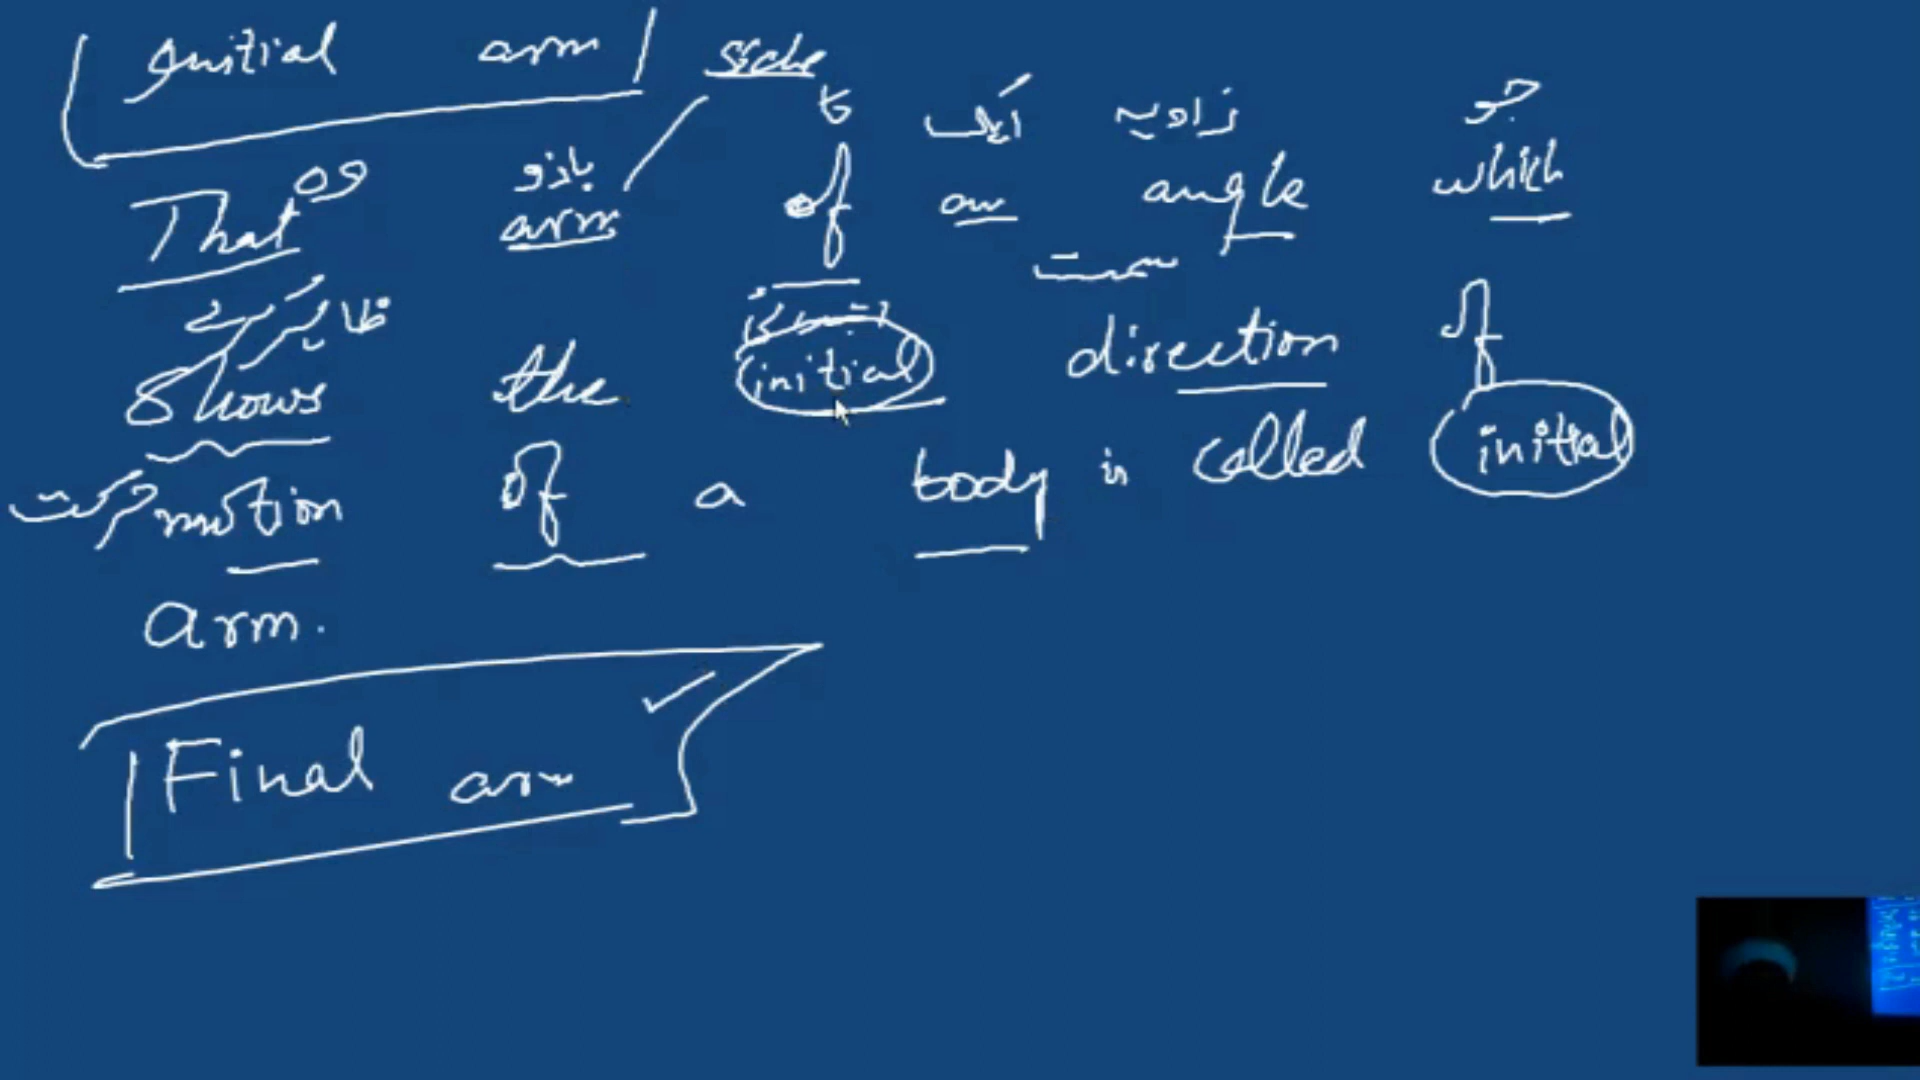 Initial arm side
کا ایک زاویہ جو
وہ بازو
That arm of an angle which
سمت
ظاہر کرے ابتدائی
Shows the initial direction of
حرکت motion of a body is called initial
arm.
Final arm